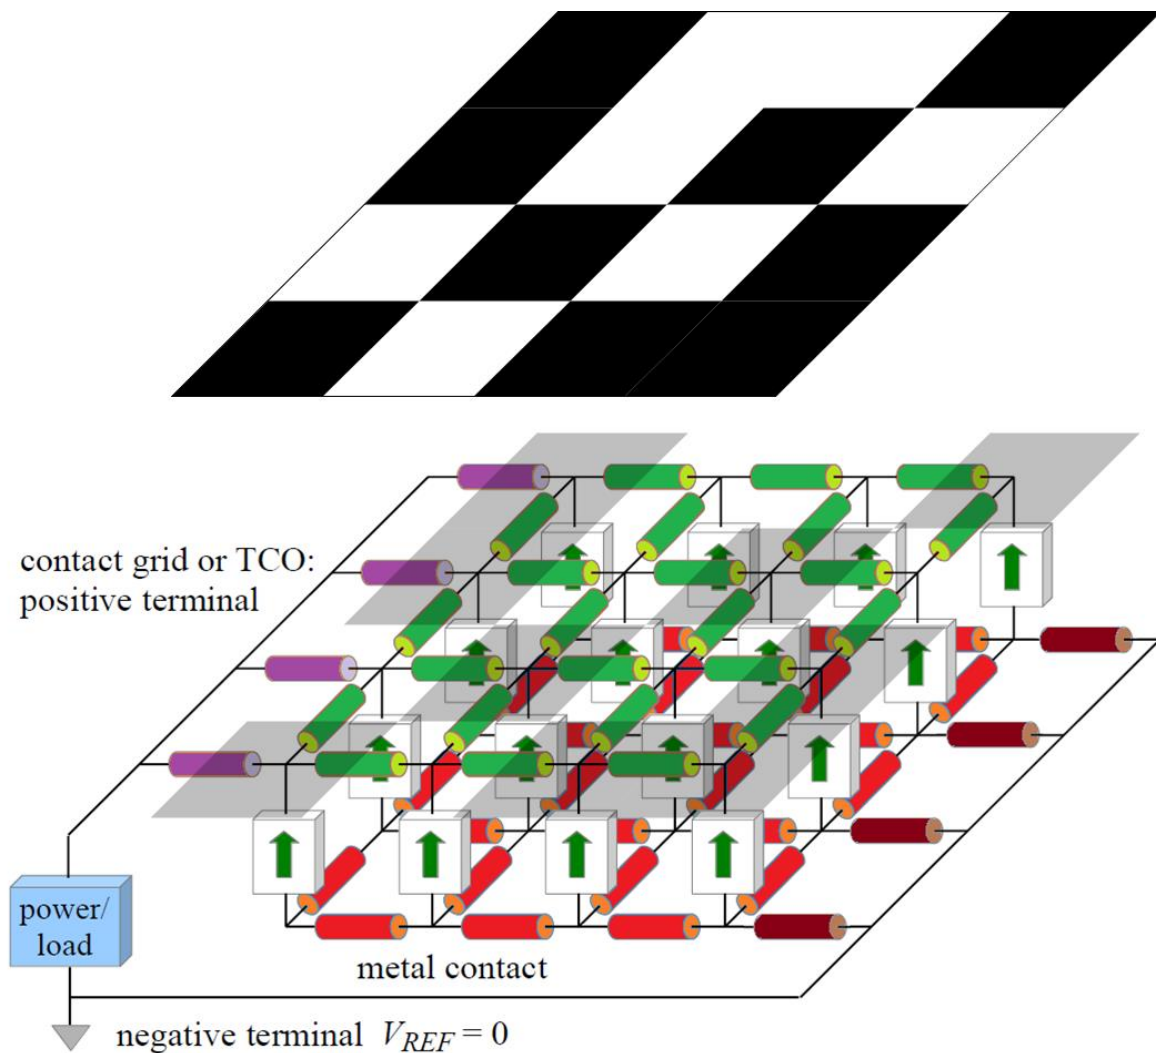 contact grid or TCO:
positive terminal
power/
load
metal contact
negative terminal V_REF = 0